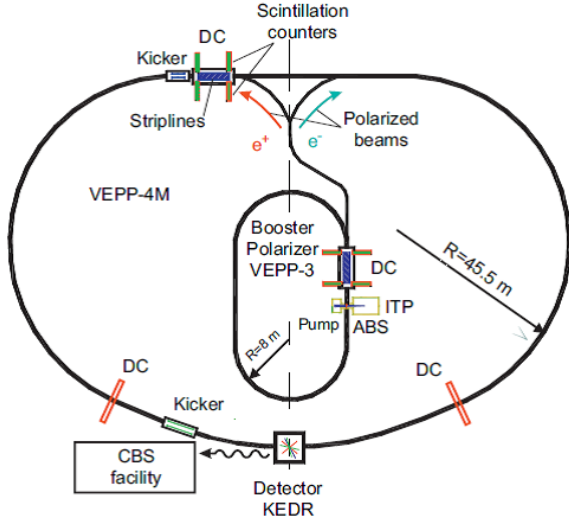 Scintillation
counters
DC
Kicker
Striplines
e+
e-
Polarized
beams
VEPP-4M
Booster
Polarizer
VEPP-3
DC
R=45.5 m
ITP
Pump
ABS
R=8 m
DC
DC
Kicker
CBS
facility
Detector
KEDR